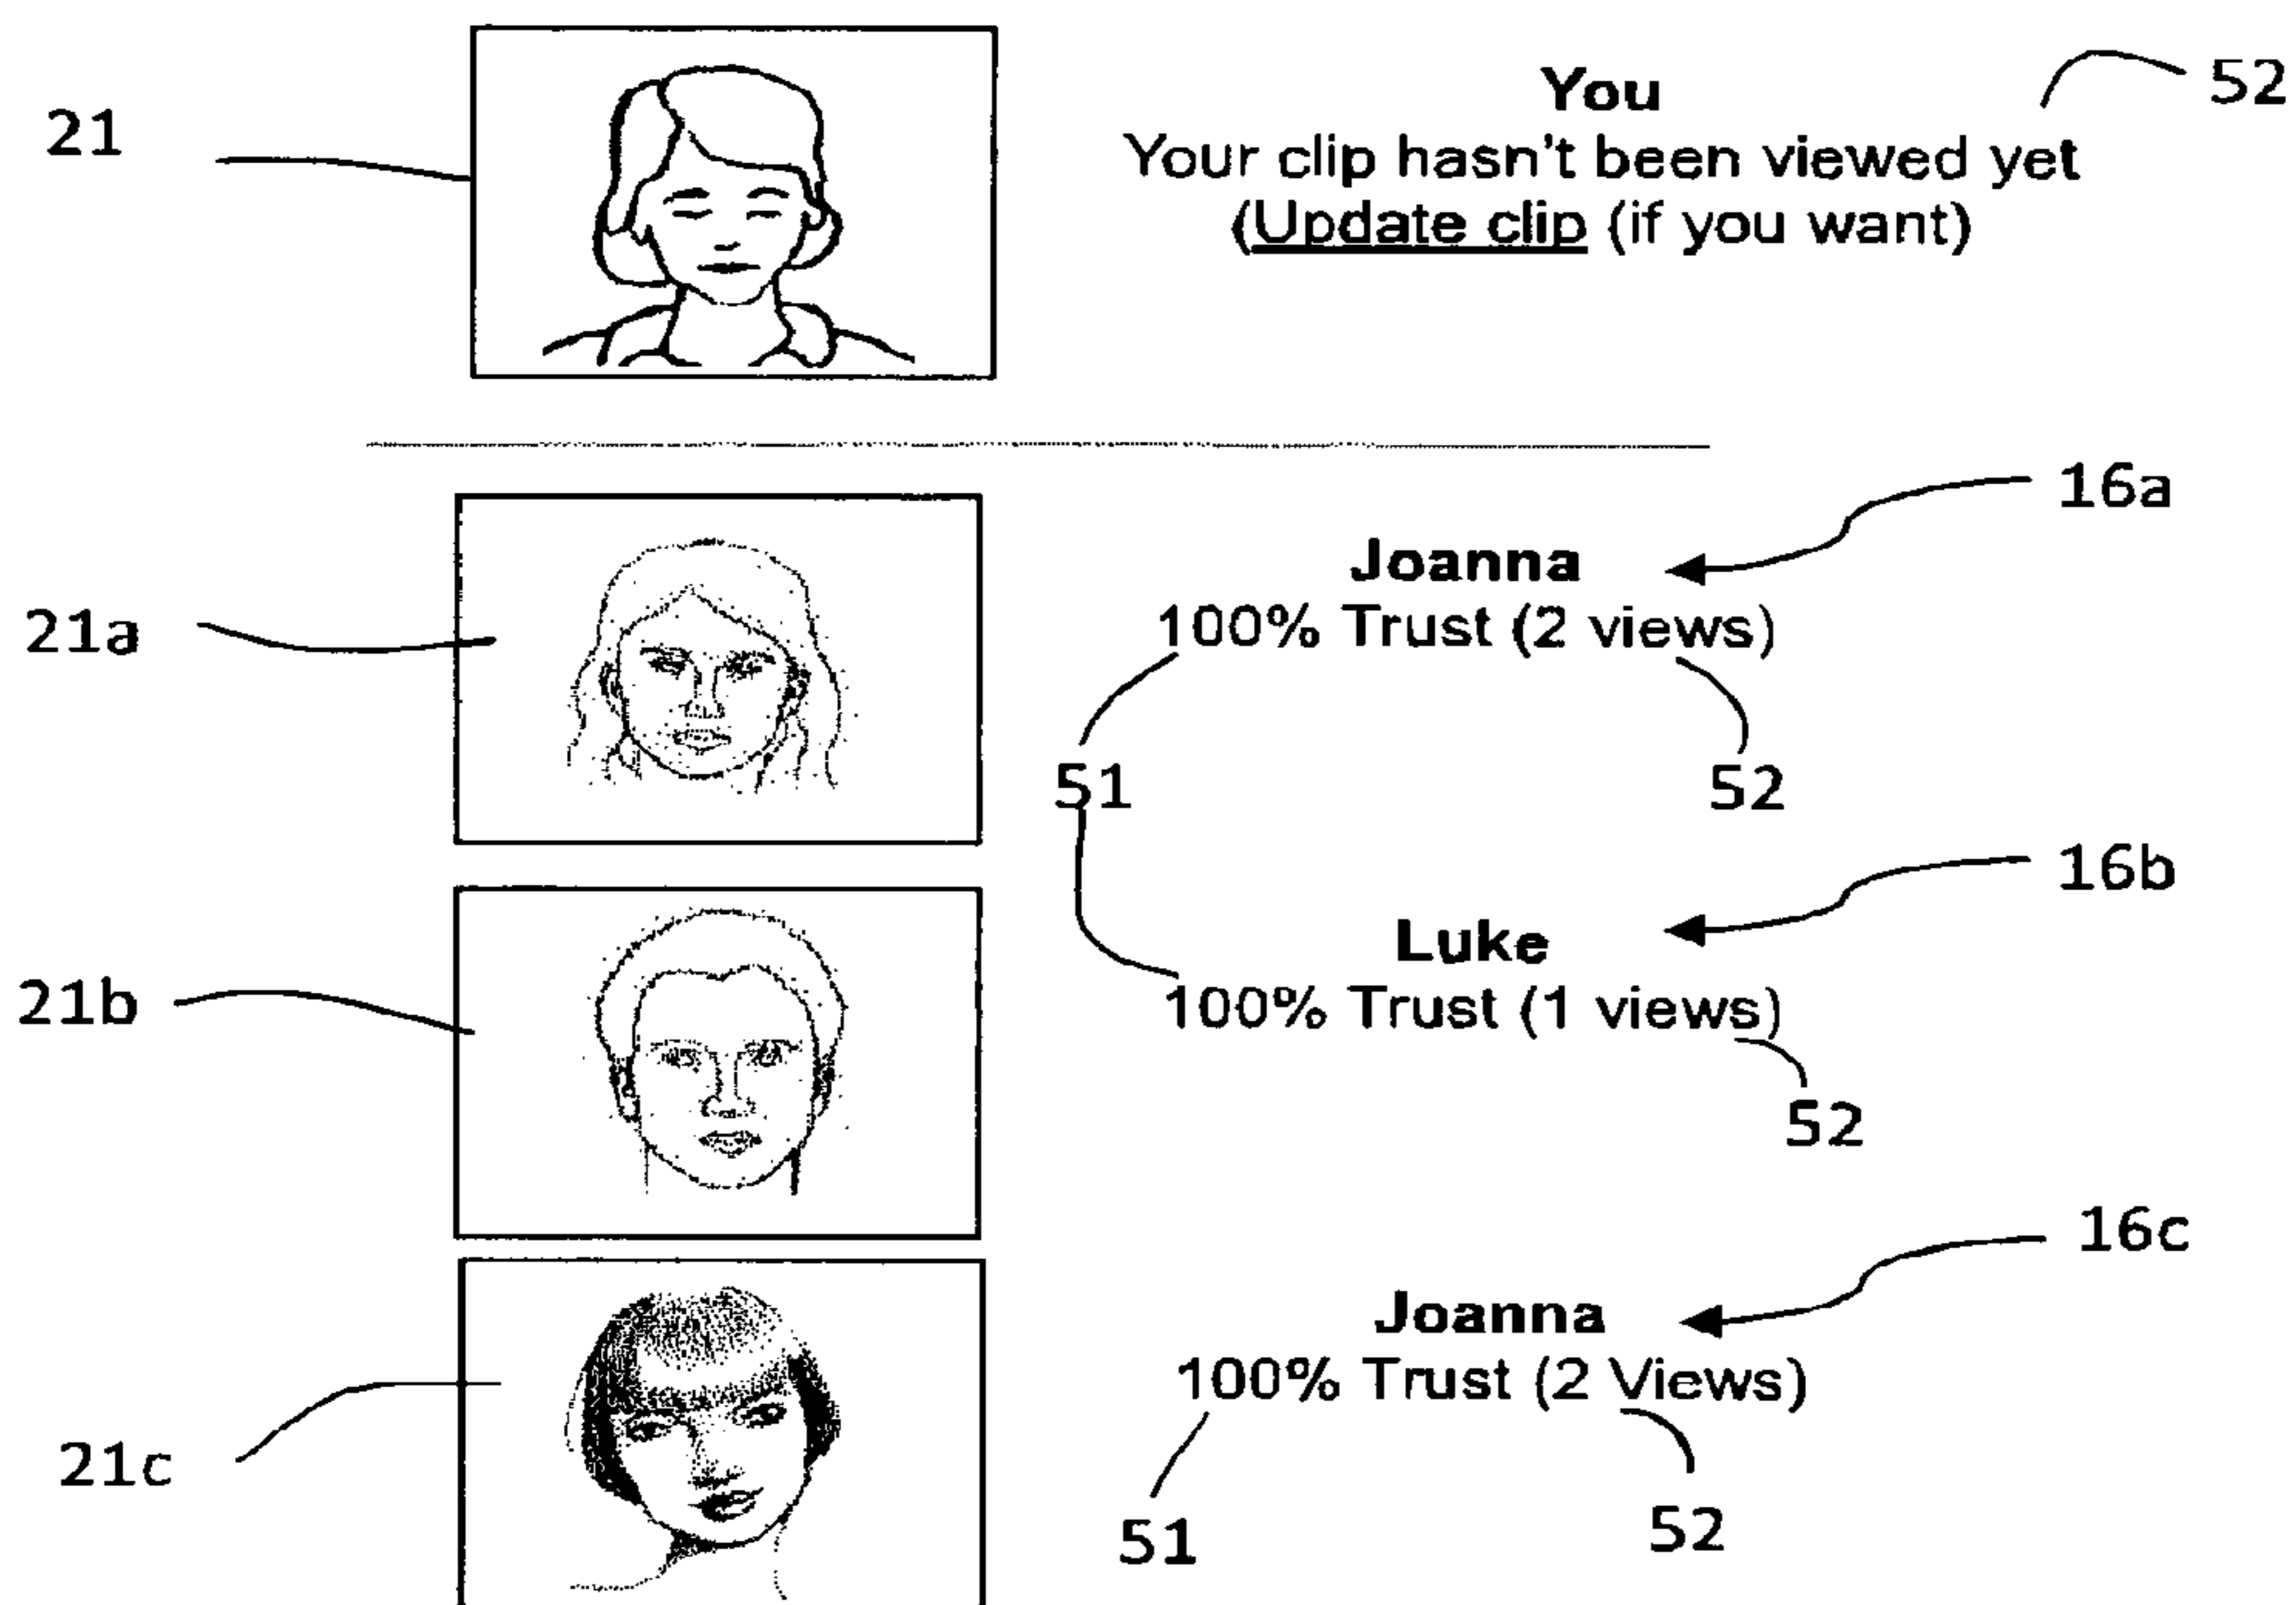 52
You
21
Your clip hasn't been viewed yet
(Update clip (if you want)
16a
Joanna
21a
100% Trust (2 views)
51
52
16b
Luke
21b
100% Trust (1 views)
52
16c
Joanna
100% Trust (2 Views)
21c
51
52